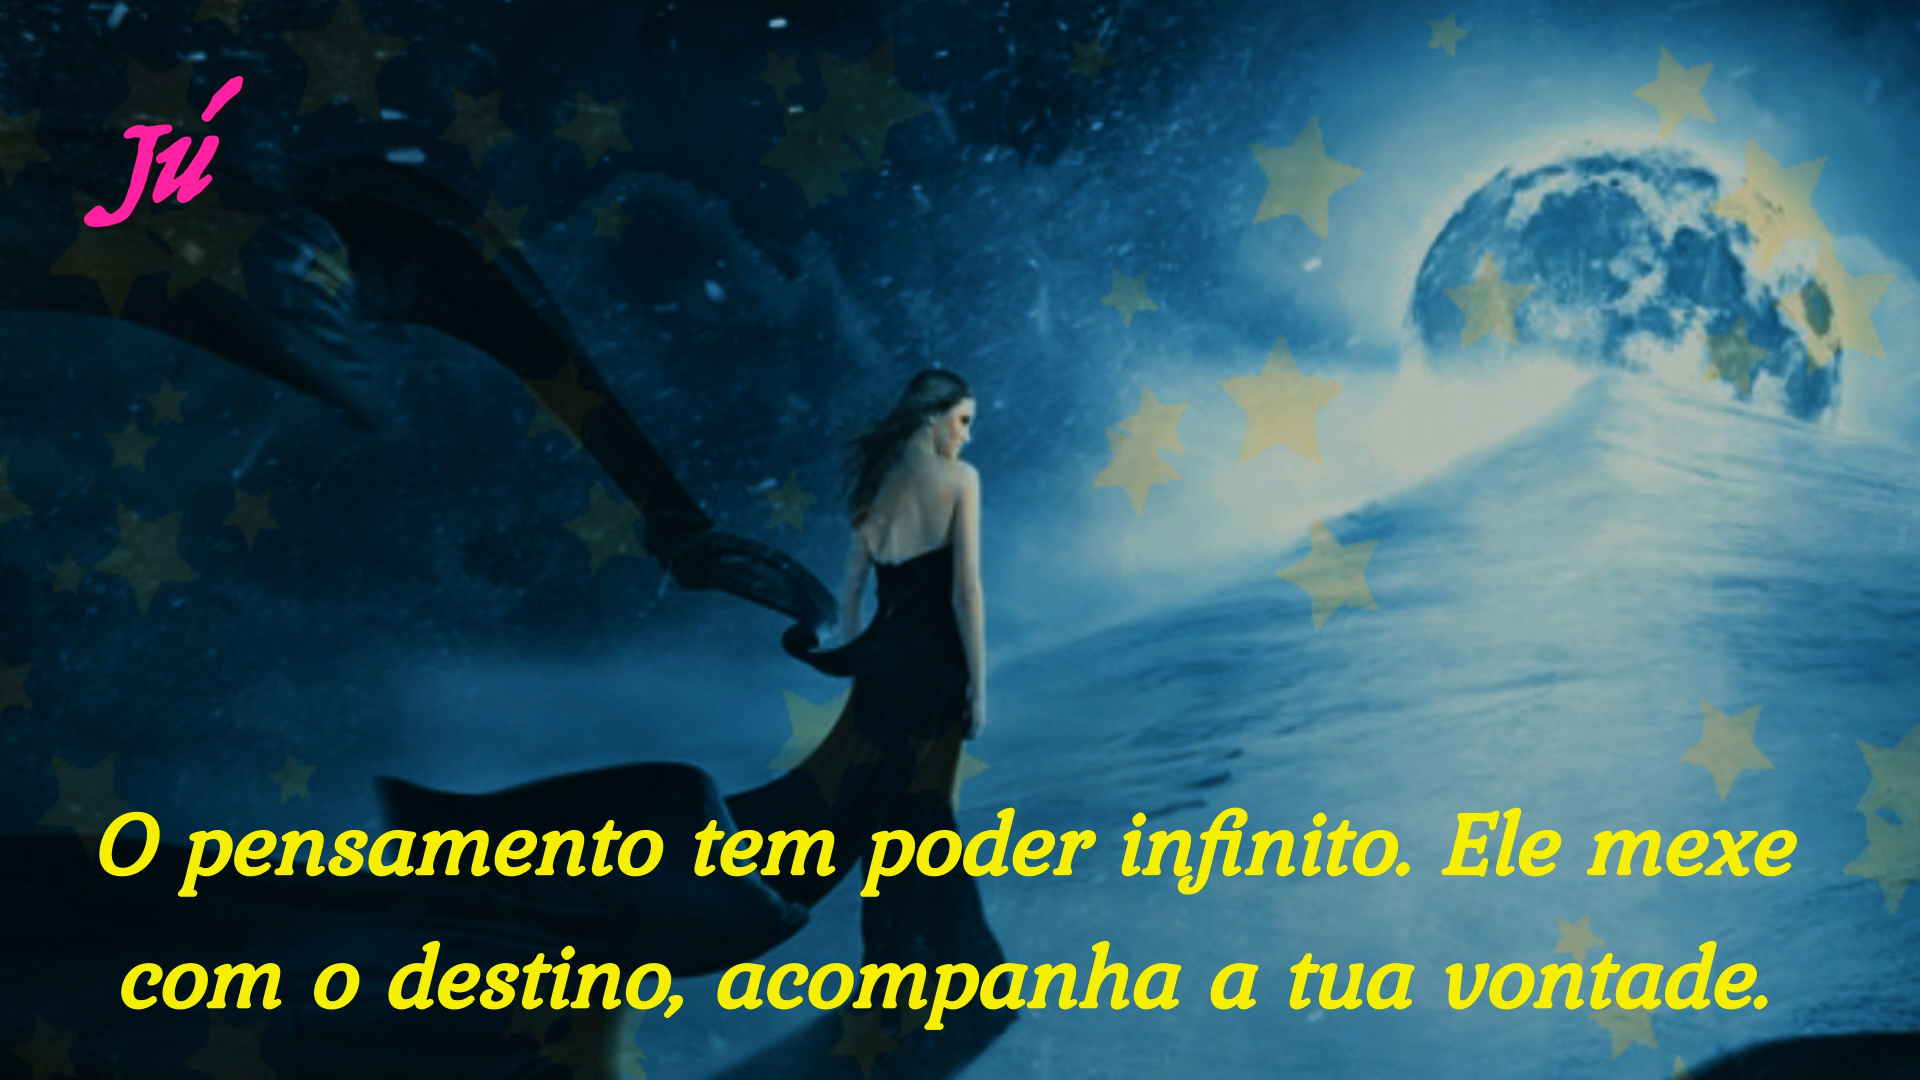 Jú
O pensamento tem poder infinito. Ele mexe
com o destino, acompanha a tua vontade.